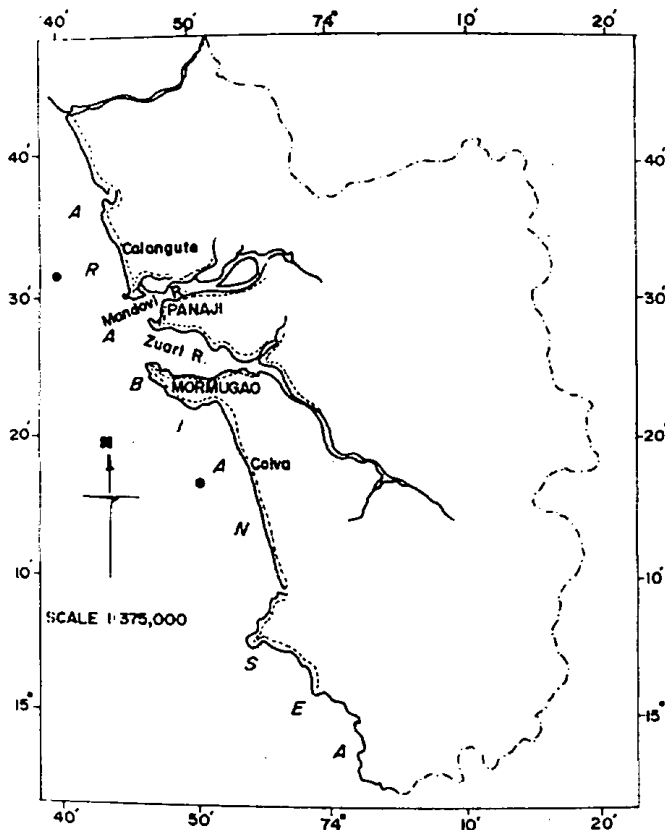 40' 50' 74° 10' 20'
40' 40'
A
Calangute
R
30' 30'
Mandovi R.
PANAJI
A
Zuari R.
B MORMUGAO
I
20' 20'
N
A Colva
N
10' 10'
SCALE 1:375,000
S
E
15° 15°
A
40' 50' 74° 10' 20'